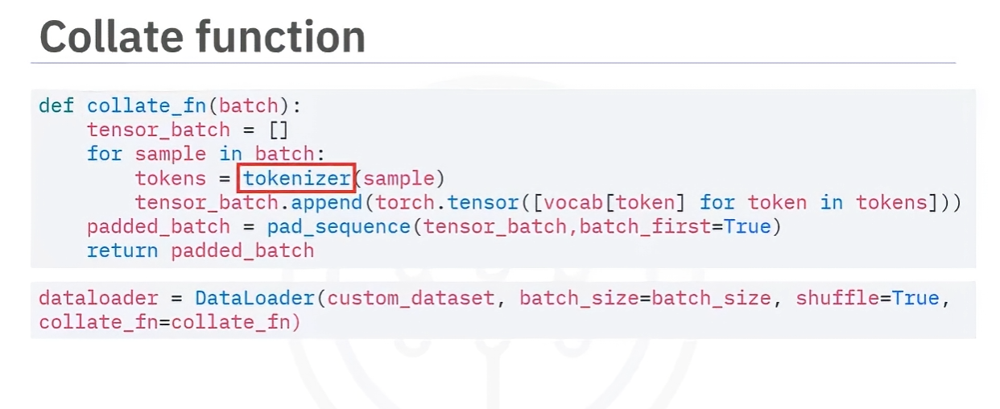 Collate function
def collate_fn(batch):
    tensor_batch = []
    for sample in batch:
        tokens = tokenizer(sample)
        tensor_batch.append(torch.tensor([vocab[token] for token in tokens]))
    padded_batch = pad_sequence(tensor_batch,batch_first=True)
    return padded_batch
dataloader = DataLoader(custom_dataset, batch_size=batch_size, shuffle=True,
collate_fn=collate_fn)